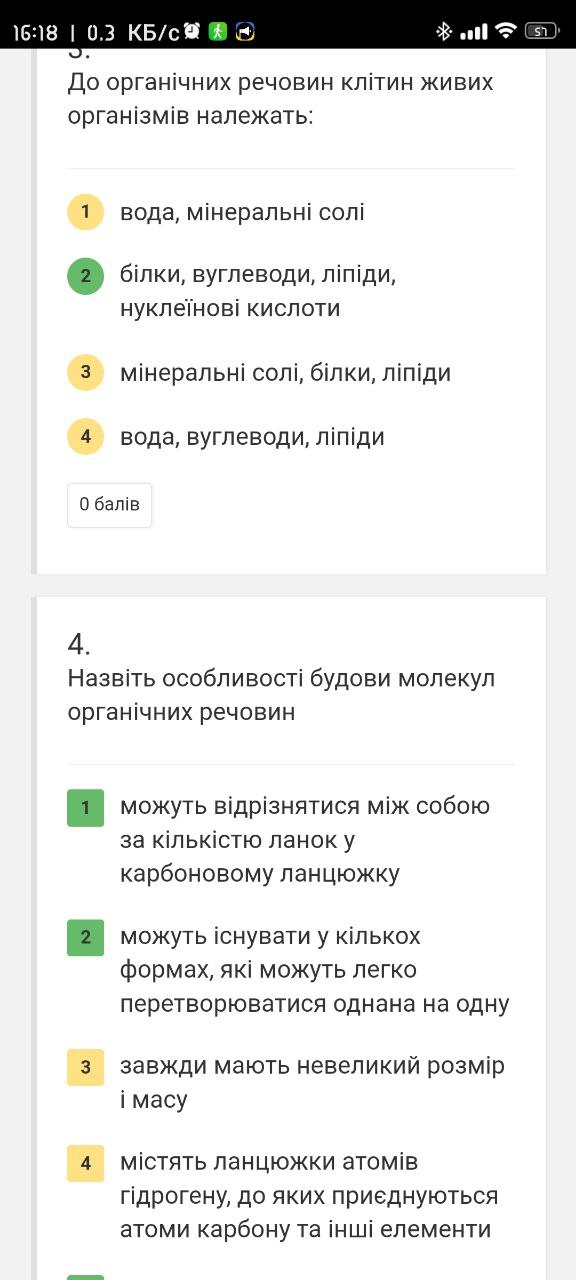 16:18 | 0.3 КБ/с 57
3.
До органічних речовин клітин живих
організмів належать:
1 вода, мінеральні солі
2 білки, вуглеводи, ліпіди,
нуклеїнові кислоти
3 мінеральні солі, білки, ліпіди
4 вода, вуглеводи, ліпіди
0 балів
4.
Назвіть особливості будови молекул
органічних речовин
1 можуть відрізнятися між собою
за кількістю ланок у
карбоновому ланцюжку
2 можуть існувати у кількох
формах, які можуть легко
перетворюватися однана на одну
3 завжди мають невеликий розмір
і масу
4 містять ланцюжки атомів
гідрогену, до яких приєднуються
атоми карбону та інші елементи